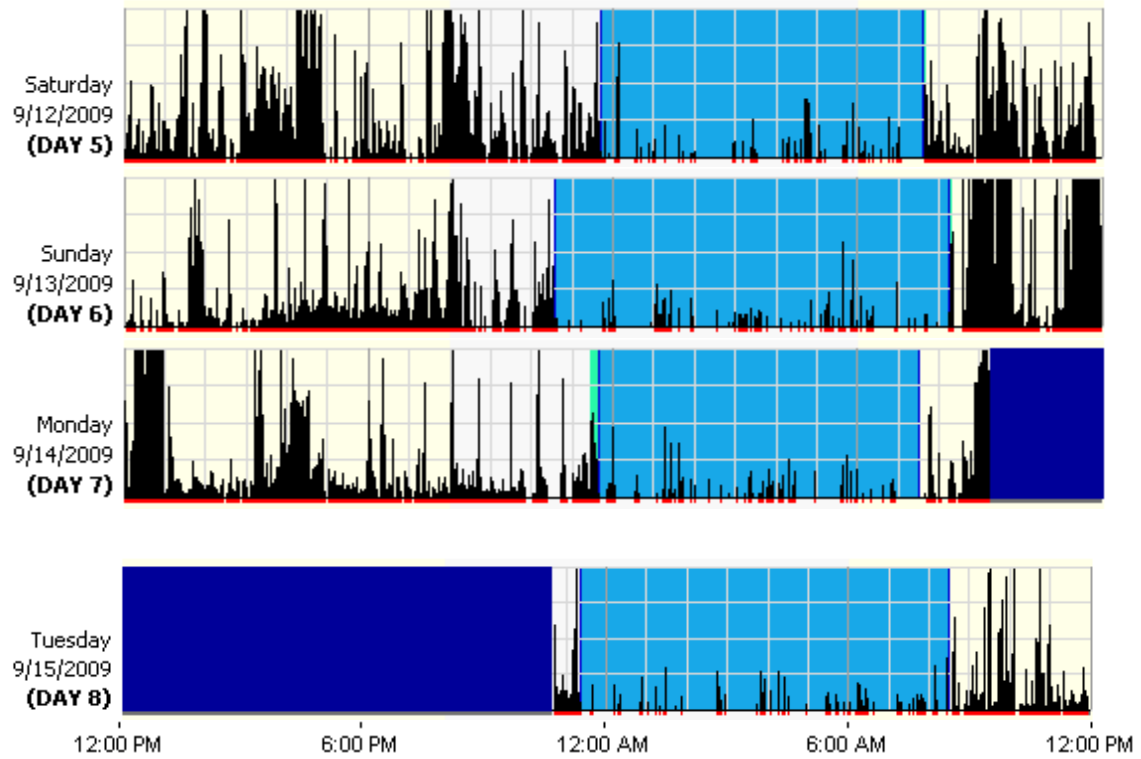 Saturday
9/12/2009
(DAY 5)
Sunday
9/13/2009
(DAY 6)
Monday
9/14/2009
(DAY 7)
Tuesday
9/15/2009
(DAY 8)
12:00 PM 6:00 PM 12:00 AM 6:00 AM 12:00 PM